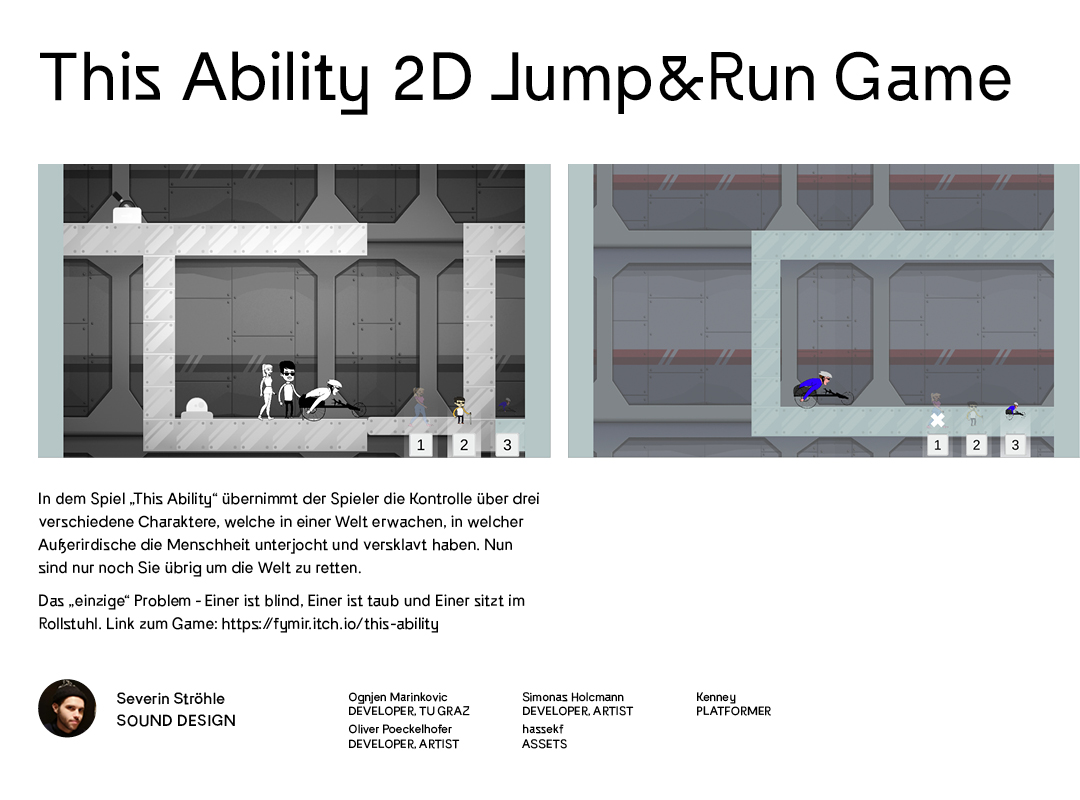 This Ability 2D Jump&Run Game
1 2 3
1 2 3
In dem Spiel „This Ability“ übernimmt der Spieler die Kontrolle über drei
verschiedene Charaktere, welche in einer Welt erwachen, in welcher
Außerirdische die Menschheit unterjocht und versklavt haben. Nun
sind nur noch Sie übrig um die Welt zu retten.
Das „einzige“ Problem - Einer ist blind, Einer ist taub und Einer sitzt im
Rollstuhl. Link zum Game: https://fymir.itch.io/this-ability
Severin Ströhle
SOUND DESIGN
Ognjen Marinkovic
DEVELOPER, TU GRAZ
Oliver Poeckelhofer
DEVELOPER, ARTIST
Simonas Holcmann
DEVELOPER, ARTIST
hassekf
ASSETS
Kenney
PLATFORMER